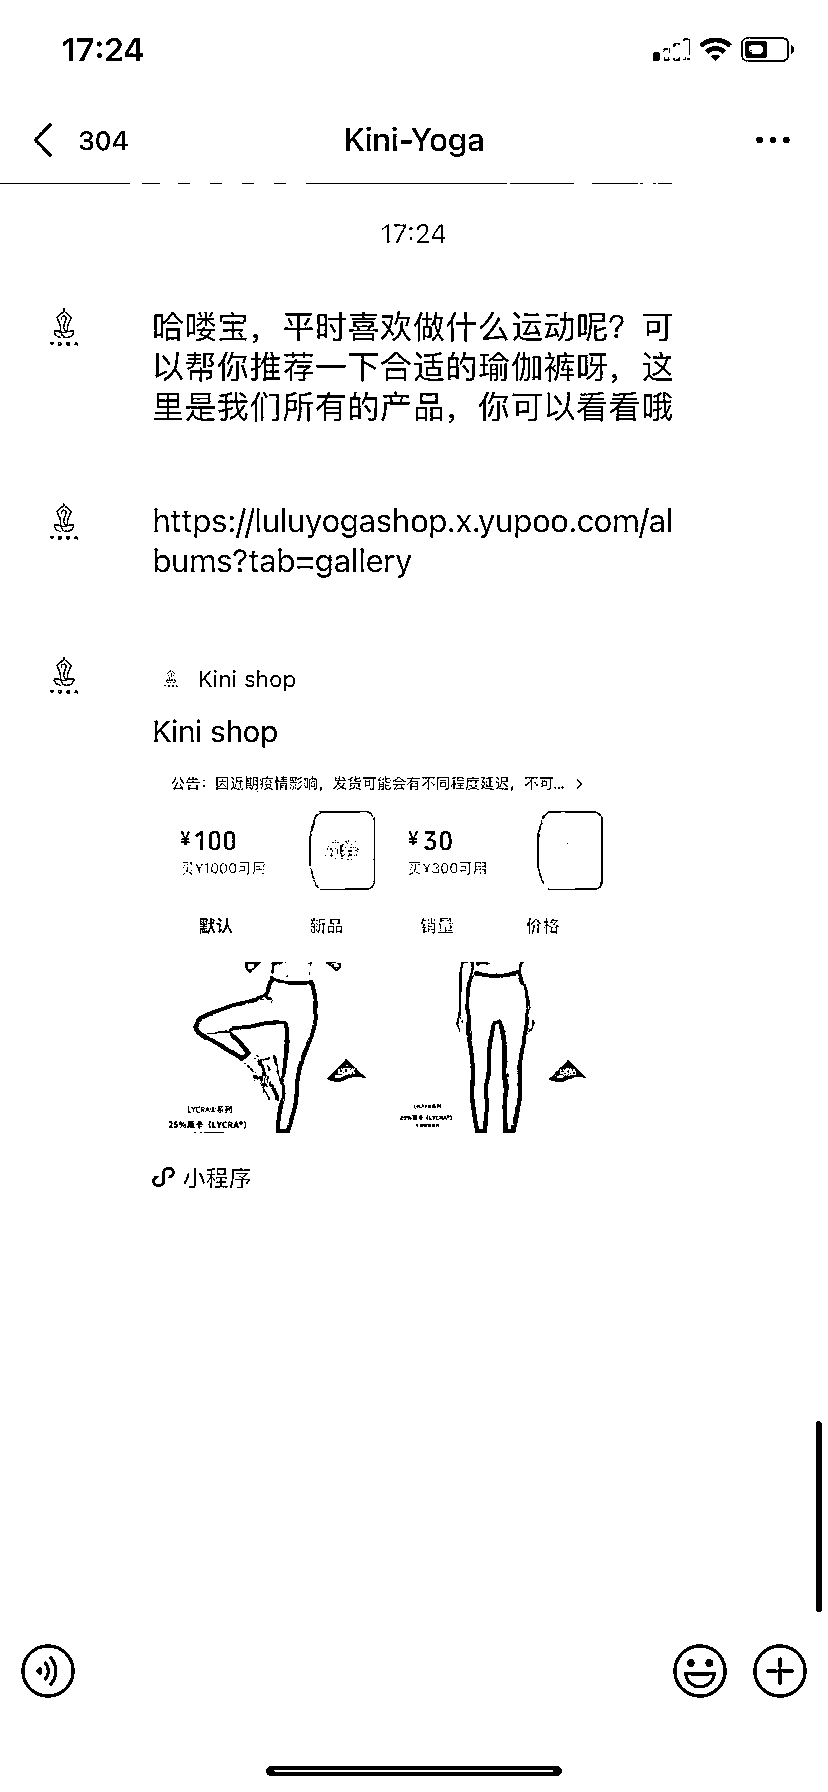 17:24
304
Kini-Yoga
17:24
哈喽宝，平时喜欢做什么运动呢？可
以帮你推荐一下合适的瑜伽裤呀，这
里是我们所有的产品，你可以看看哦
https://luluyogashop.x.yupoo.com/al
bums?tab=gallery
Kini shop
Kini shop
公告：因近期疫情影响，发货可能会有不同程度延迟，不可...
¥100
买¥1000可用
¥30
买¥300可用
默认 新品 销量 价格
LYCRA®系列
25%莱卡（LYCRA®）
25%莱卡（LYCRA®）
小程序